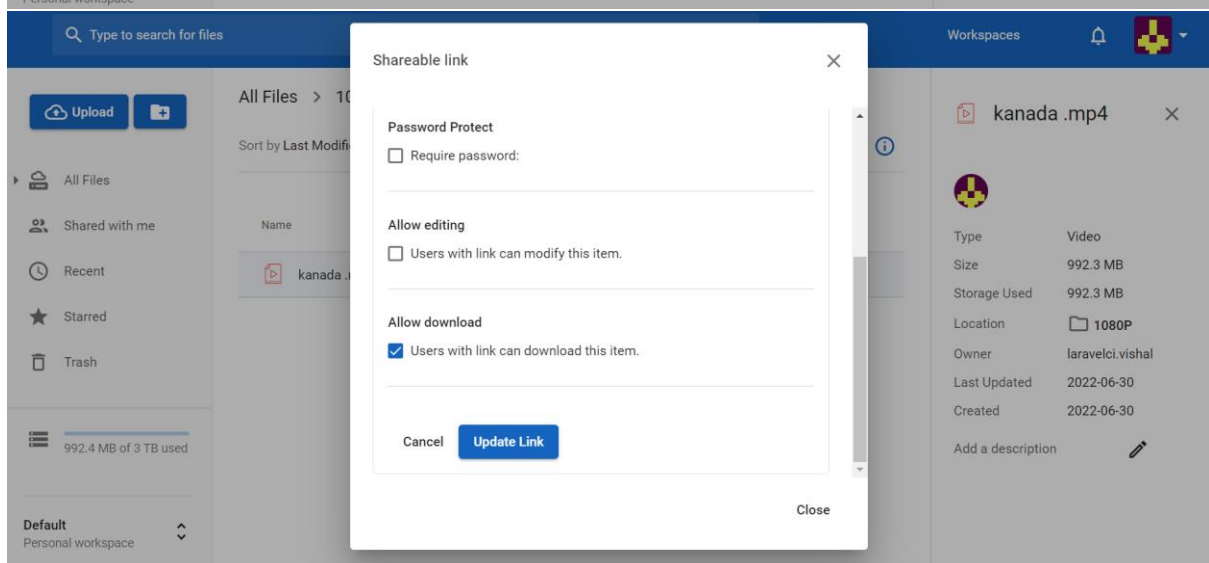 Personal workspace
Type to search for files
Workspaces
Upload
All Files
Shared with me
Recent
Starred
Trash
992.4 MB of 3 TB used
Default
Personal workspace
All Files > 10
Sort by Last Modifi
Name
kanada .
Shareable link
Password Protect
Require password:
Allow editing
Users with link can modify this item.
Allow download
Users with link can download this item.
Cancel
Update Link
Close
kanada .mp4
Type Video
Size 992.3 MB
Storage Used 992.3 MB
Location 1080P
Owner laravelci.vishal
Last Updated 2022-06-30
Created 2022-06-30
Add a description